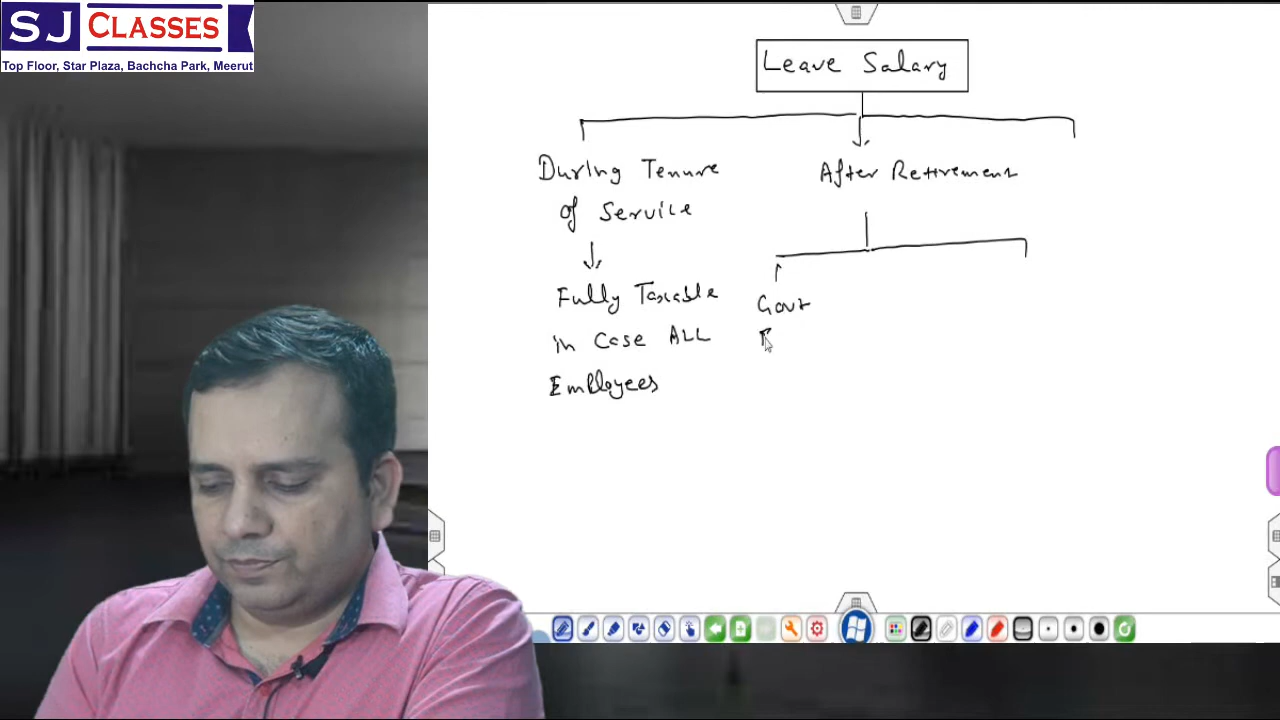 SJ CLASSES
Top Floor, Star Plaza, Bachcha Park, Meerut
Leave Salary
During Tenure
of Service
Fully Taxable
in Case ALL
Employees
After Retirement
Govt